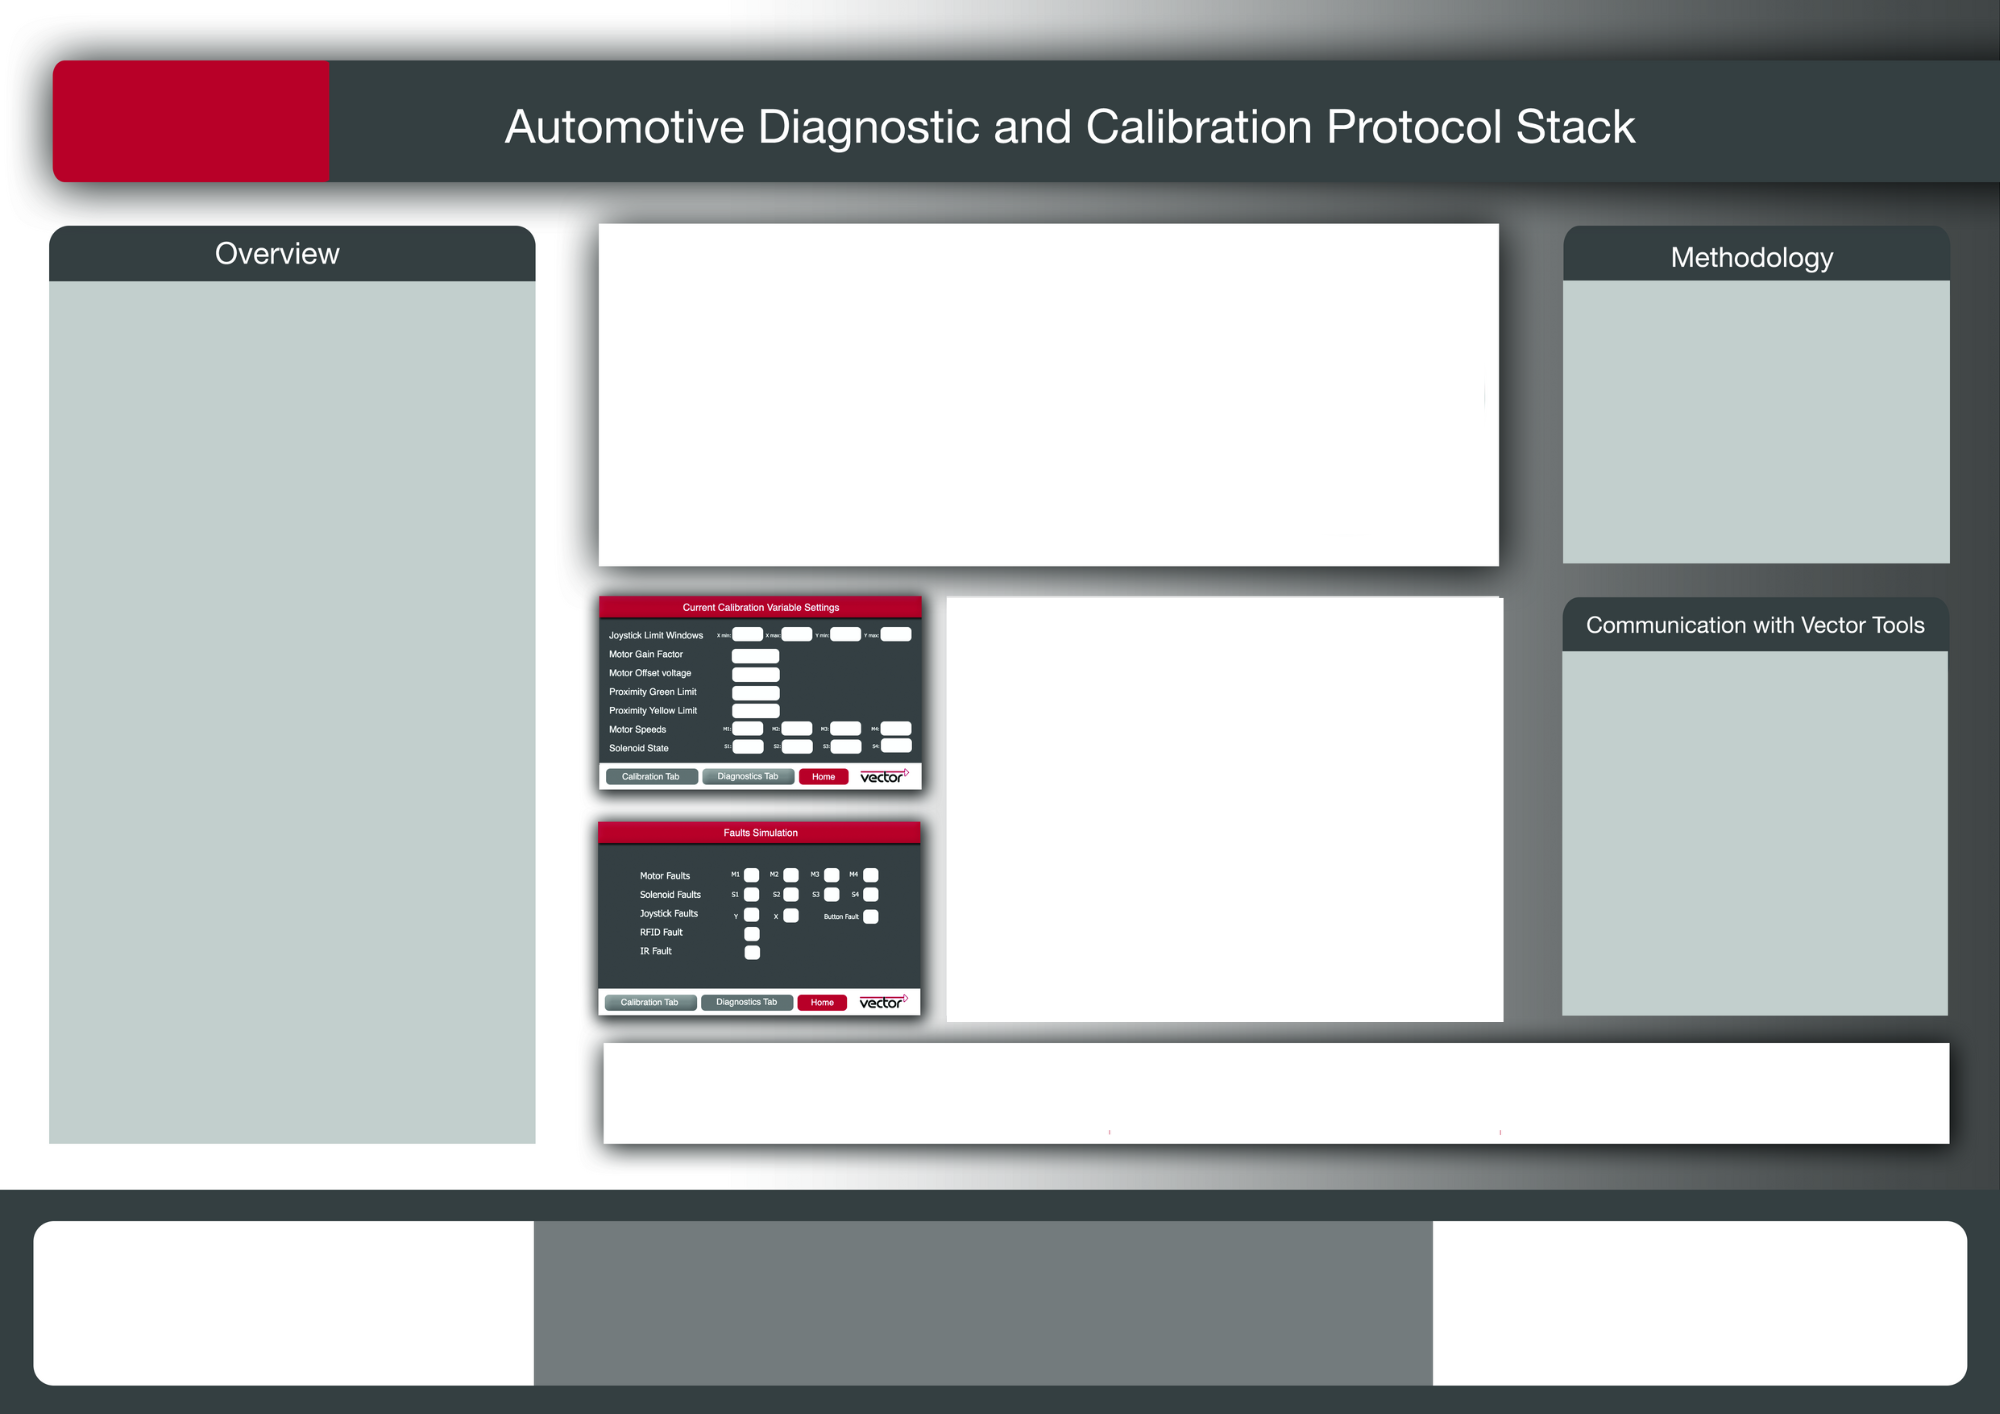 Automotive Diagnostic and Calibration Protocol Stack
Overview
Methodology
Current Calibration Variable Settings
Joystick Limit Windows X min: X max: Y min: Y max:
Motor Gain Factor
Motor Offset voltage
Proximity Green Limit
Proximity Yellow Limit
Motor Speeds M1: M2: M3: M4:
Solenoid State S1: S2: S3: S4:
Calibration Tab Diagnostics Tab Home vector
Communication with Vector Tools
Faults Simulation
Motor Faults M1 M2 M3 M4
Solenoid Faults S1 S2 S3 S4
Joystick Faults Y X Button Fault
RFID Fault
IR Fault
Calibration Tab Diagnostics Tab Home vector